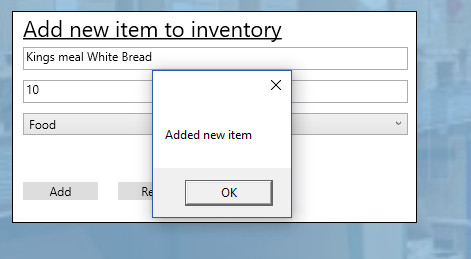 Add new item to inventory
Kings meal White Bread
10
Food
Added new item
Add
OK